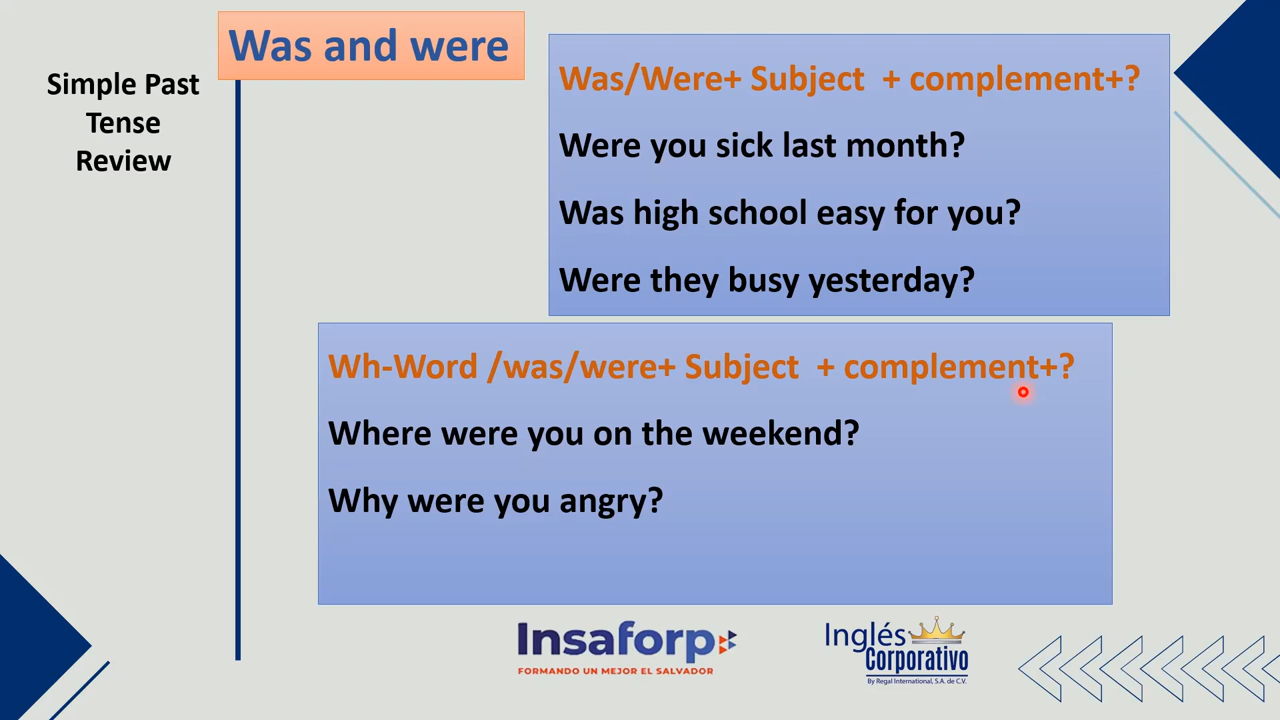 Was and were
Simple Past
Tense
Review
Was/Were+ Subject + complement+?
Were you sick last month?
Was high school easy for you?
Were they busy yesterday?
Wh-Word /was/were+ Subject + complement+?
Where were you on the weekend?
Why were you angry?
Insaforp
FORMANDO UN MEJOR EL SALVADOR
Inglés
Corporativo
By Regal International, S.A. de C.V.